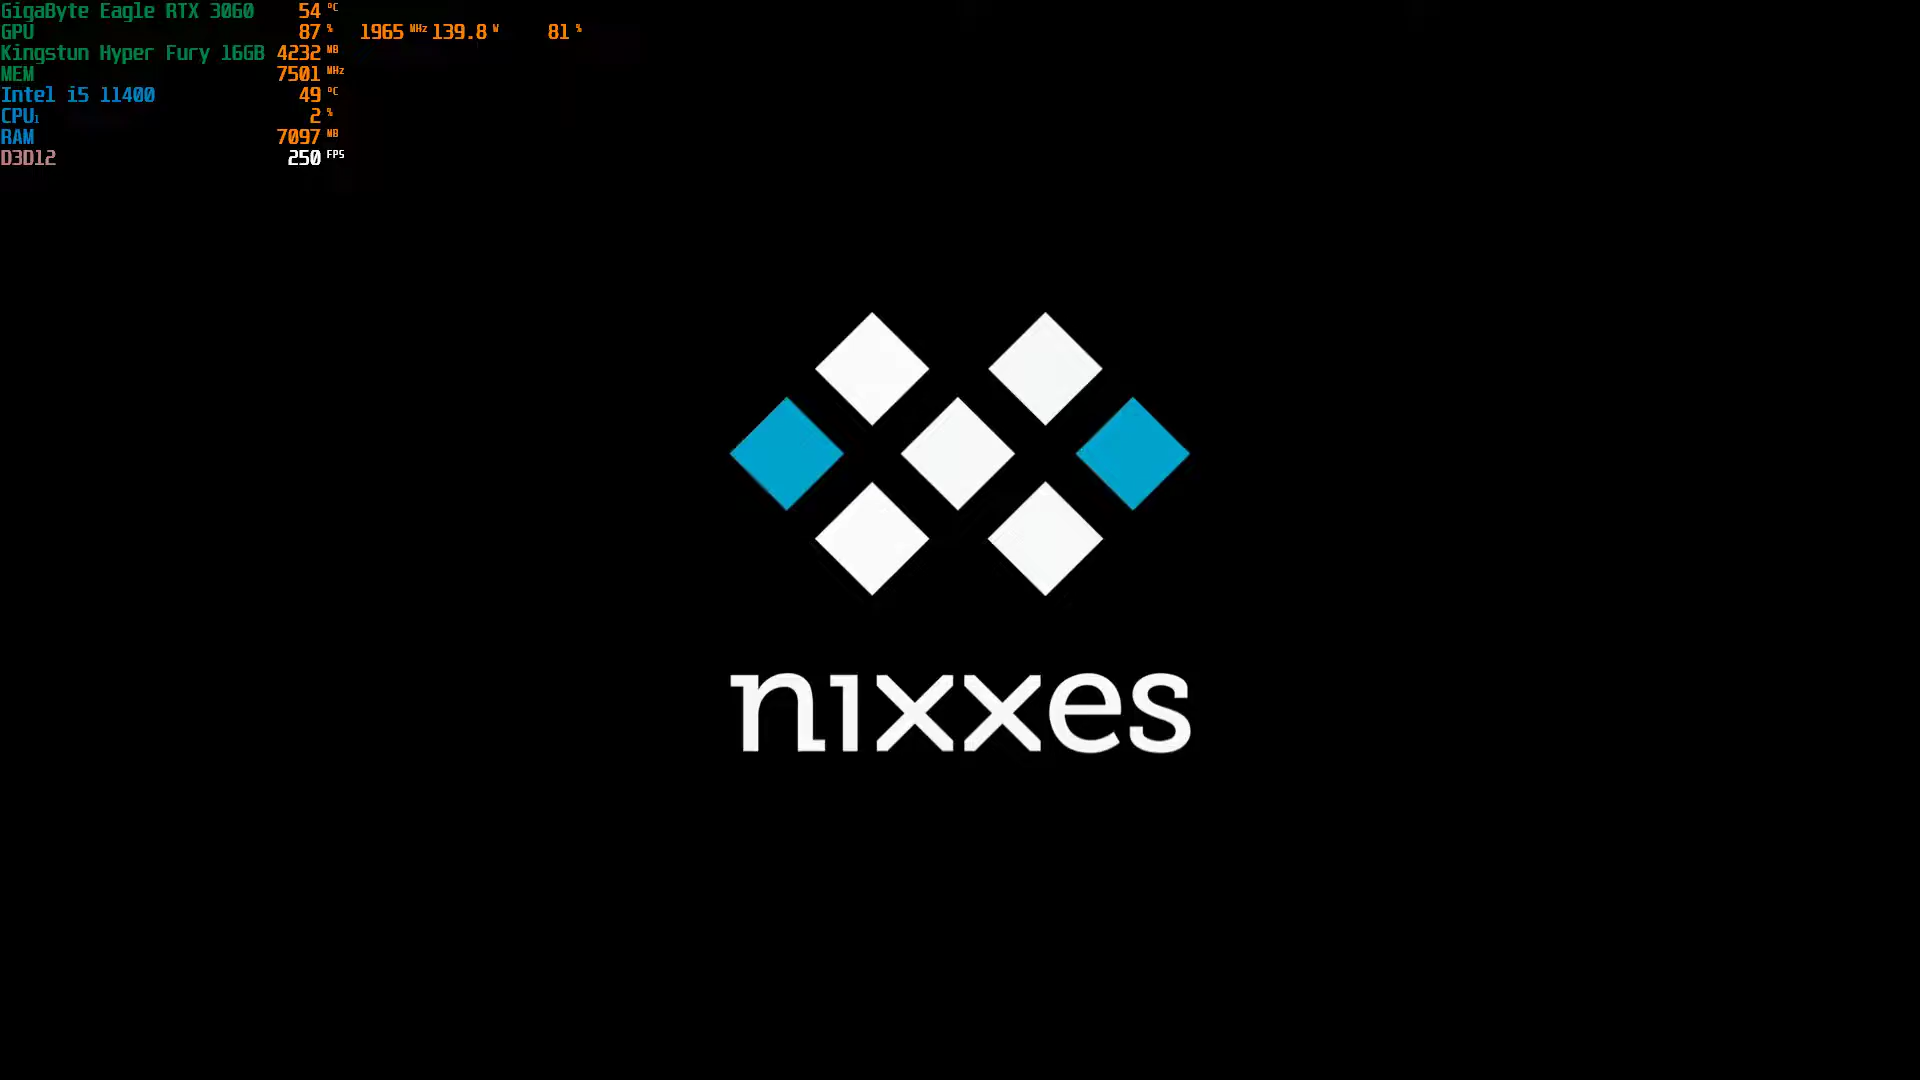 GigaByte Eagle RTX 3060 54 °C
GPU 87 % 1965 MHz 139.8 W 81 %
Kingstun Hyper Fury 16GB 4232 MB
MEM 7501 MHz
Intel i5 11400 49 °C
CPU1 2 %
RAM 7097 MB
D3D12 250 FPS
nixxes